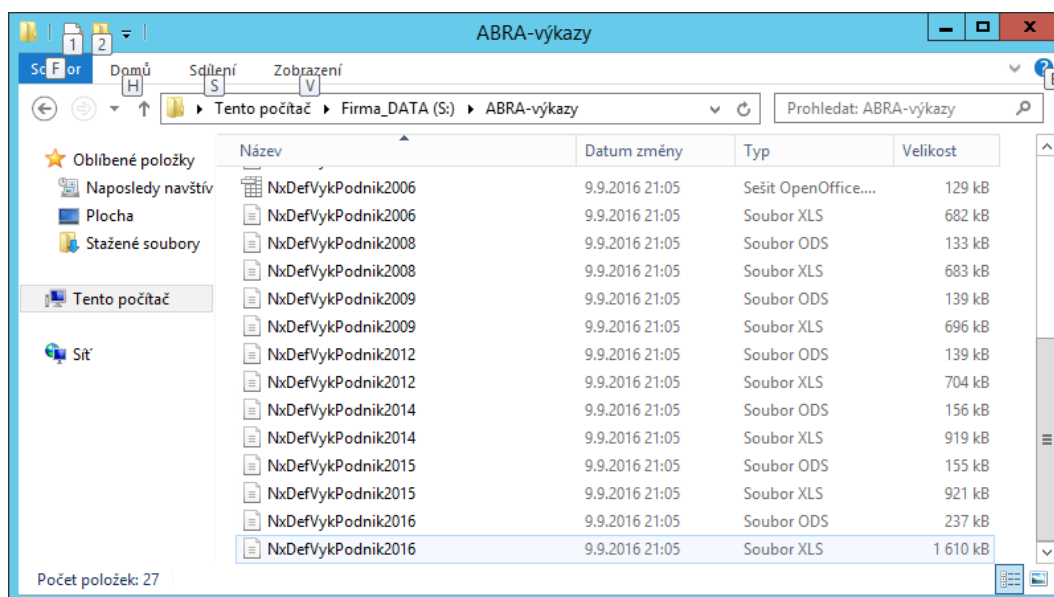 1 2 ABRA-výkazy
F Domů Sdílení Zobrazení
H S V
Tento počítač Firma_DATA (S:) ABRA-výkazy Prohledat: ABRA-výkazy
Oblíbené položky
Naposledy navštív
Plocha
Stažené soubory
Tento počítač
Síť
Název Datum změny Typ Velikost
NxDefVykPodnik2006 9.9.2016 21:05 Sešit OpenOffice.... 129 kB
NxDefVykPodnik2006 9.9.2016 21:05 Soubor XLS 682 kB
NxDefVykPodnik2008 9.9.2016 21:05 Soubor ODS 133 kB
NxDefVykPodnik2008 9.9.2016 21:05 Soubor XLS 683 kB
NxDefVykPodnik2009 9.9.2016 21:05 Soubor ODS 139 kB
NxDefVykPodnik2009 9.9.2016 21:05 Soubor XLS 696 kB
NxDefVykPodnik2012 9.9.2016 21:05 Soubor ODS 139 kB
NxDefVykPodnik2012 9.9.2016 21:05 Soubor XLS 704 kB
NxDefVykPodnik2014 9.9.2016 21:05 Soubor ODS 156 kB
NxDefVykPodnik2014 9.9.2016 21:05 Soubor XLS 919 kB
NxDefVykPodnik2015 9.9.2016 21:05 Soubor ODS 155 kB
NxDefVykPodnik2015 9.9.2016 21:05 Soubor XLS 921 kB
NxDefVykPodnik2016 9.9.2016 21:05 Soubor ODS 237 kB
NxDefVykPodnik2016 9.9.2016 21:05 Soubor XLS 1 610 kB
Počet položek: 27